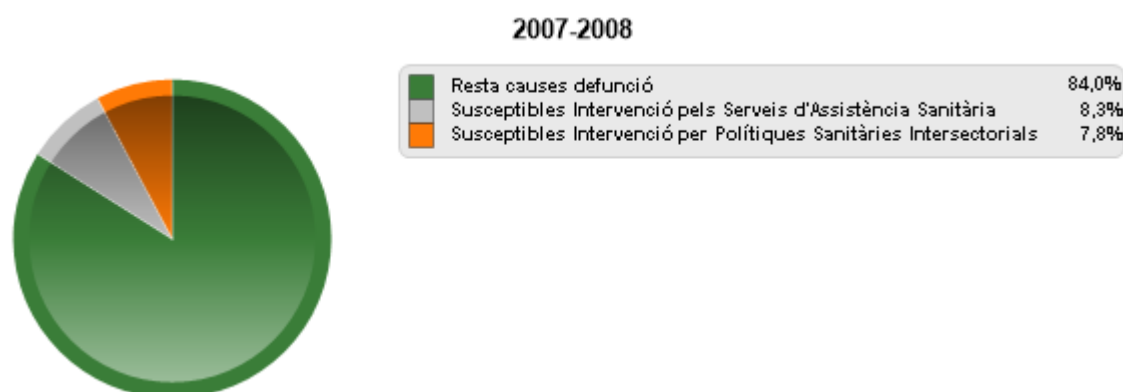 2007-2008
Resta causes defunció 84,0%
Susceptibles Intervenció pels Serveis d'Assistència Sanitària 8,3%
Susceptibles Intervenció per Polítiques Sanitàries Intersectorials 7,8%